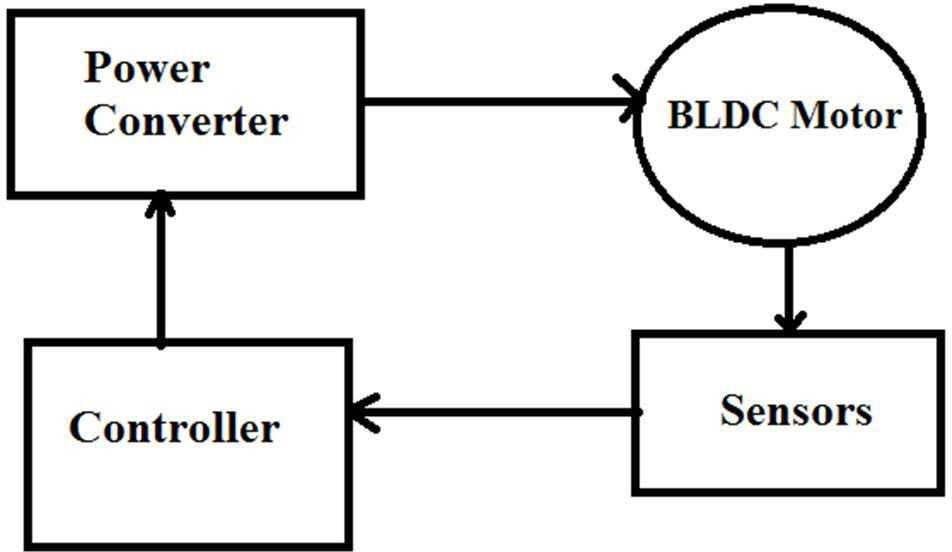 Power
Converter
BLDC Motor
Controller
Sensors